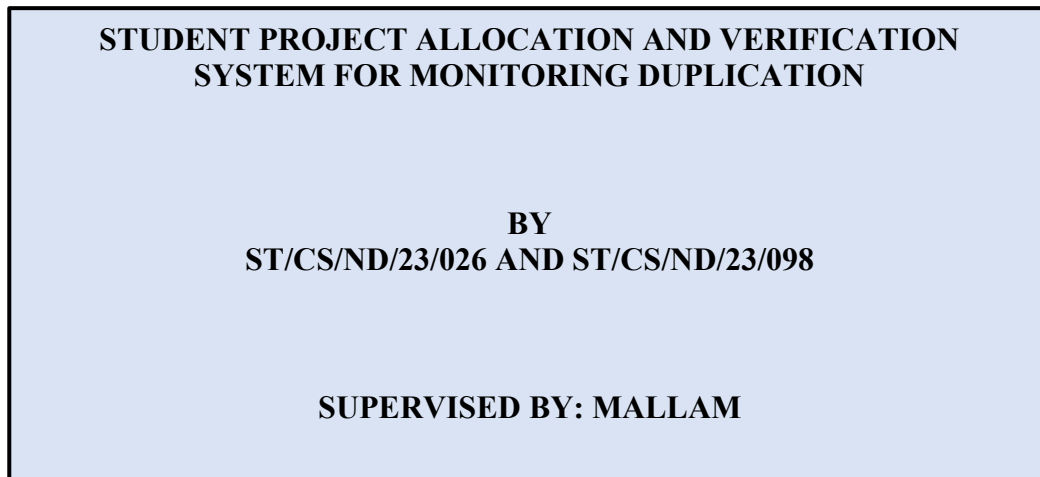 STUDENT PROJECT ALLOCATION AND VERIFICATION
SYSTEM FOR MONITORING DUPLICATION
BY
ST/CS/ND/23/026 AND ST/CS/ND/23/098
SUPERVISED BY: MALLAM